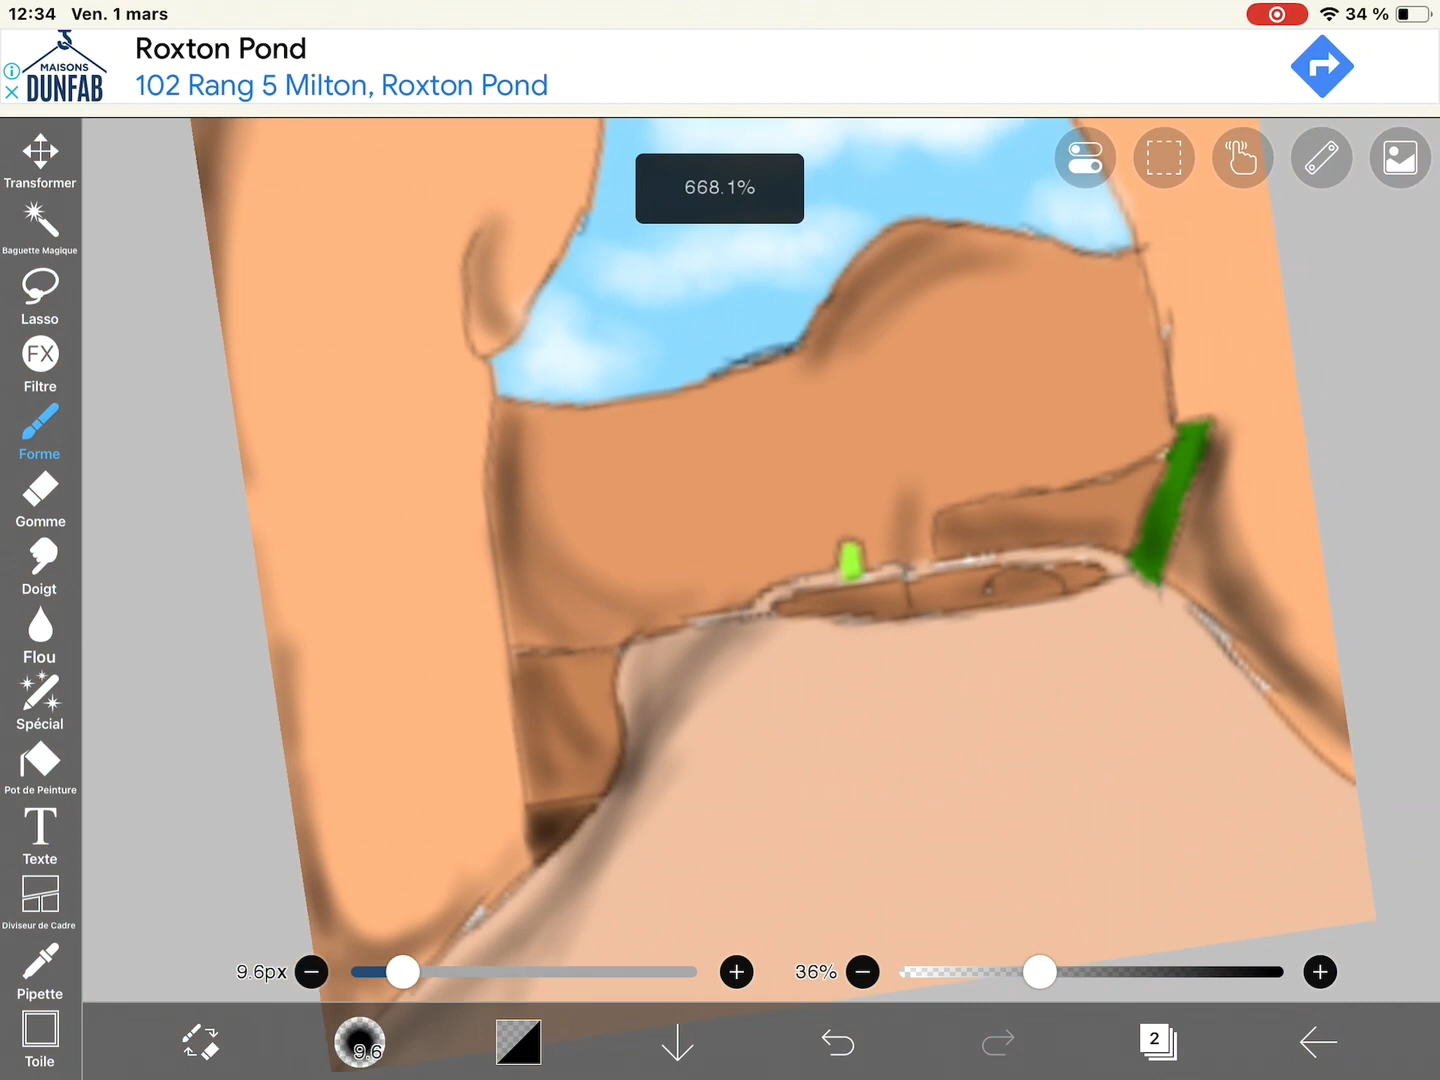 12:34 Ven. 1 mars
34 %
MAISONS
DUNFAB
Roxton Pond
102 Rang 5 Milton, Roxton Pond
668.1%
Transformer
Baguette Magique
Lasso
FX
Filtre
Forme
Gomme
Doigt
Flou
Spécial
Pot de Peinture
T
Texte
Diviseur de Cadre
Pipette
Toile
9.6px
36%
9.6
2